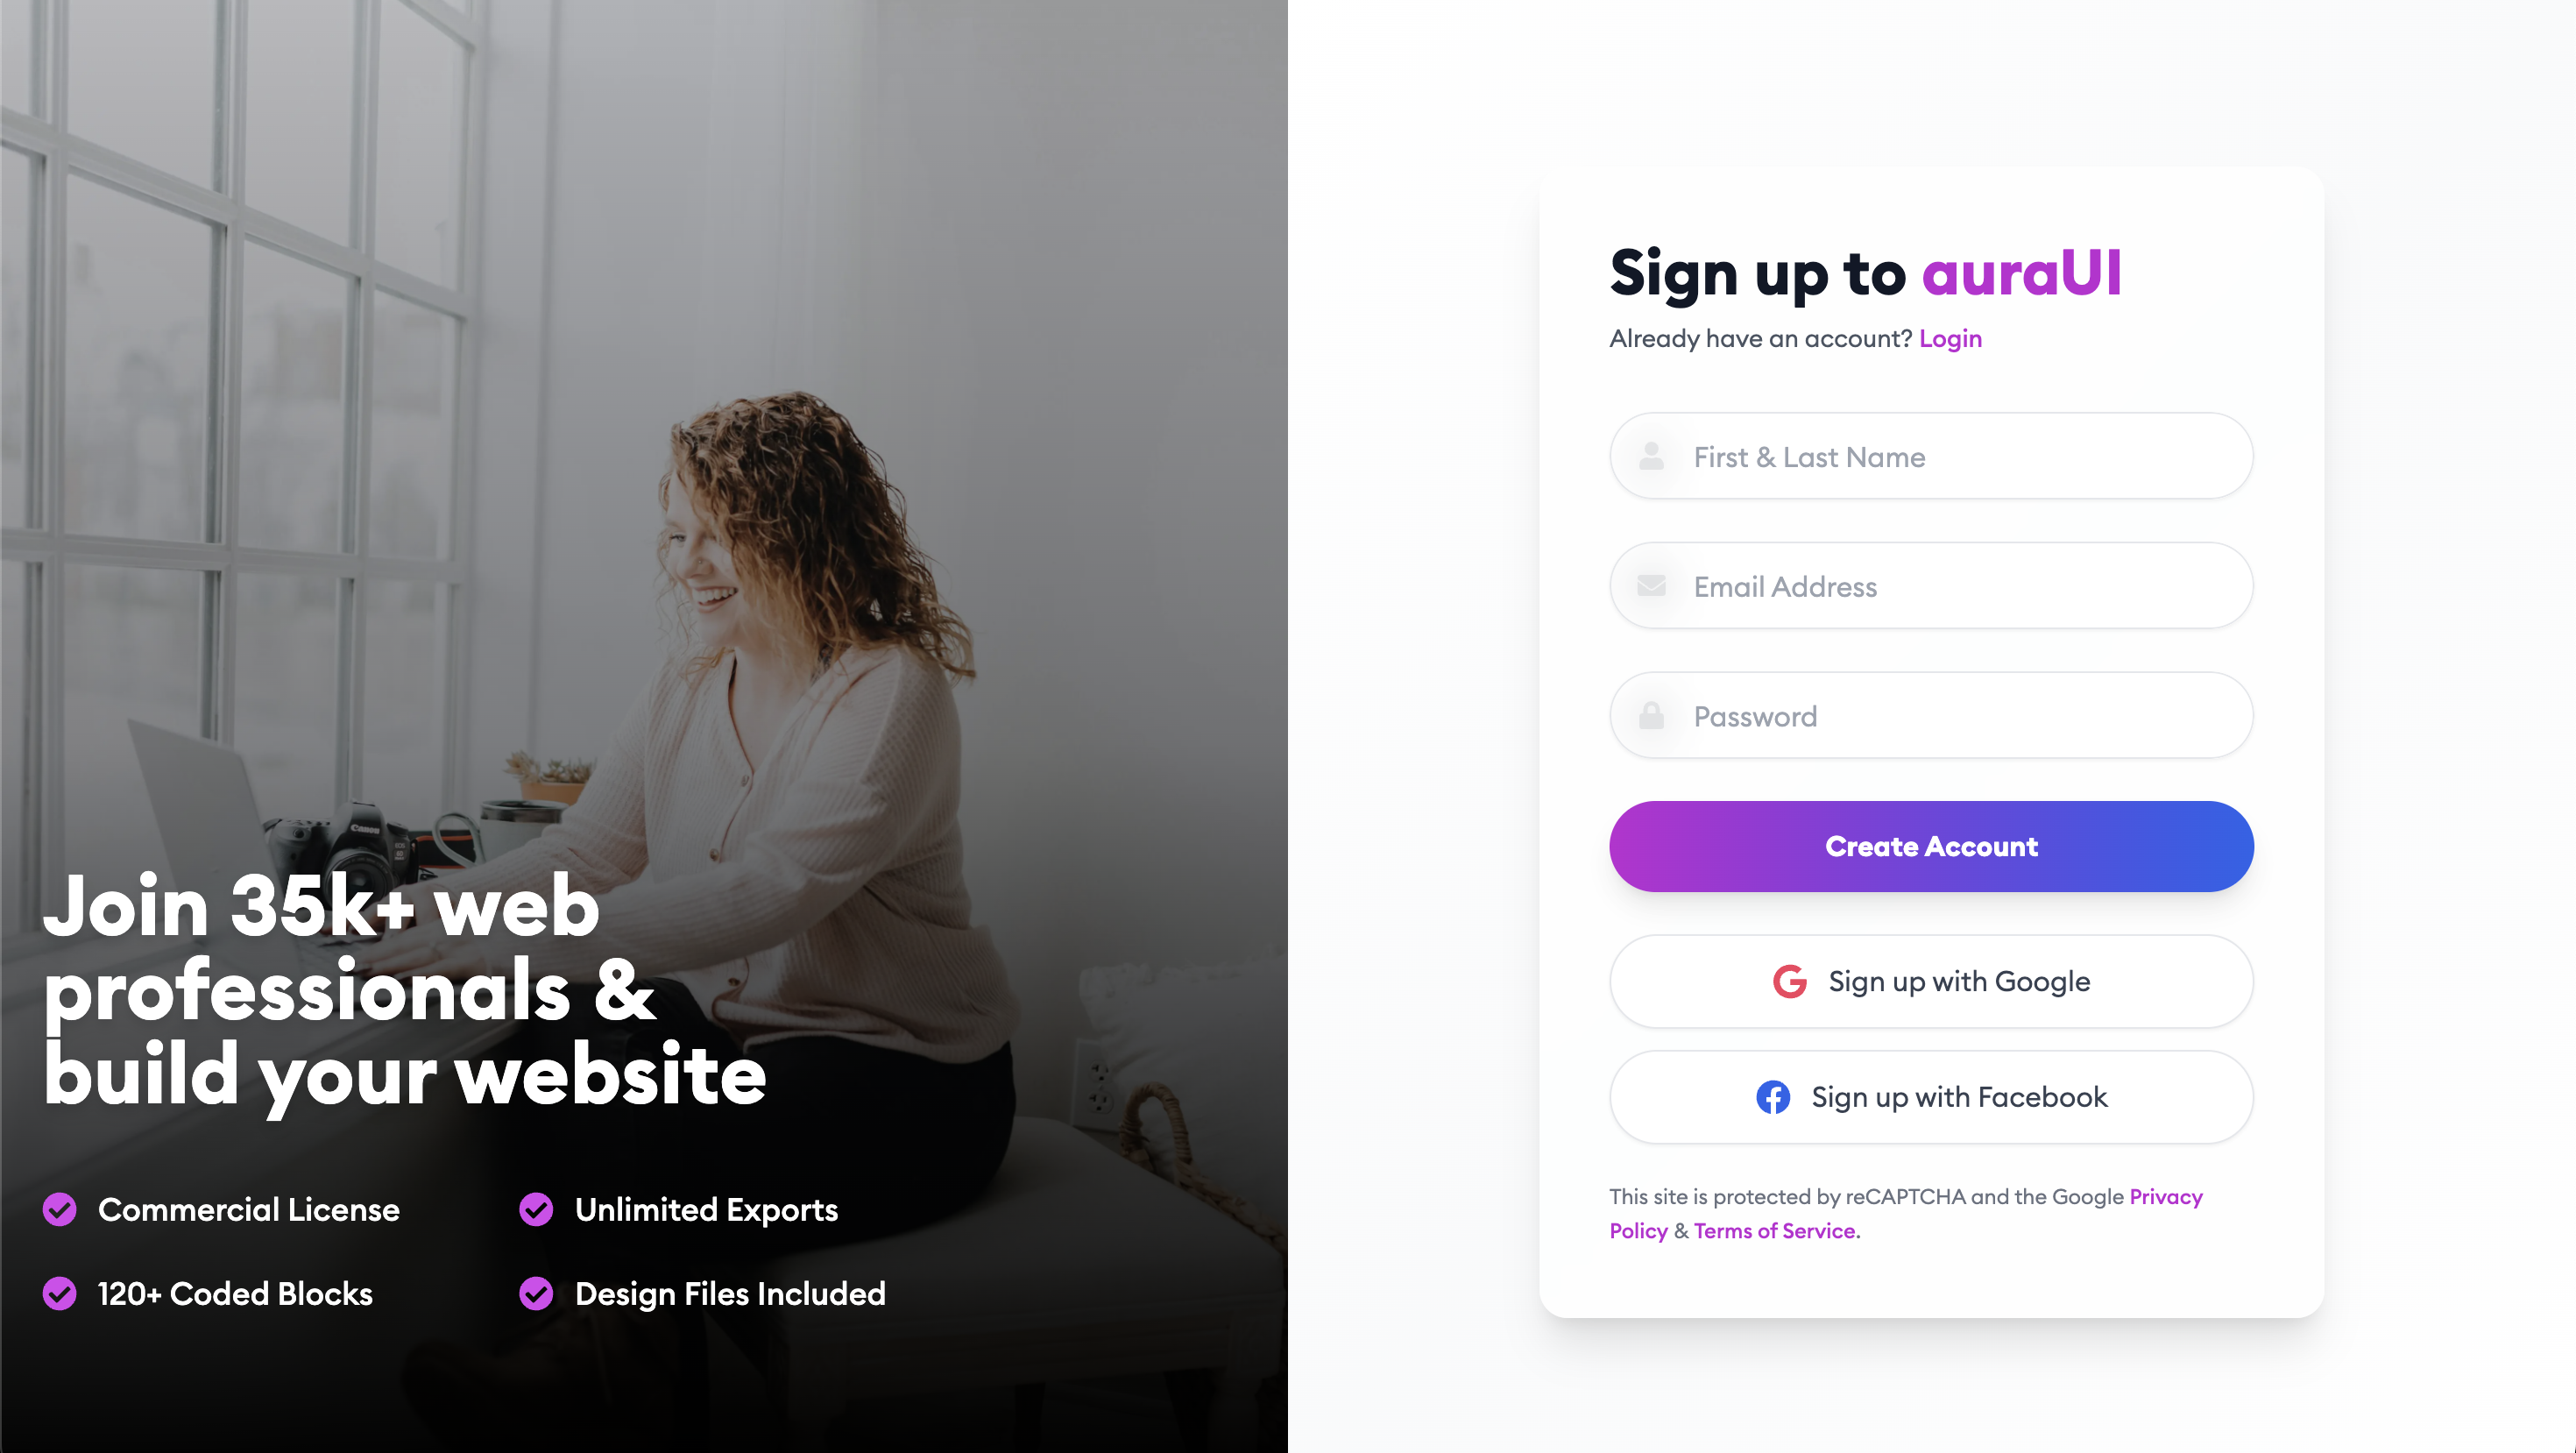 Canon
Join 35k+ web
professionals &
build your website
Commercial License
Unlimited Exports
120+ Coded Blocks
Design Files Included
Sign up to auraUI
Already have an account? Login
First & Last Name
Email Address
Password
Create Account
Sign up with Google
Sign up with Facebook
This site is protected by reCAPTCHA and the Google Privacy
Policy & Terms of Service.